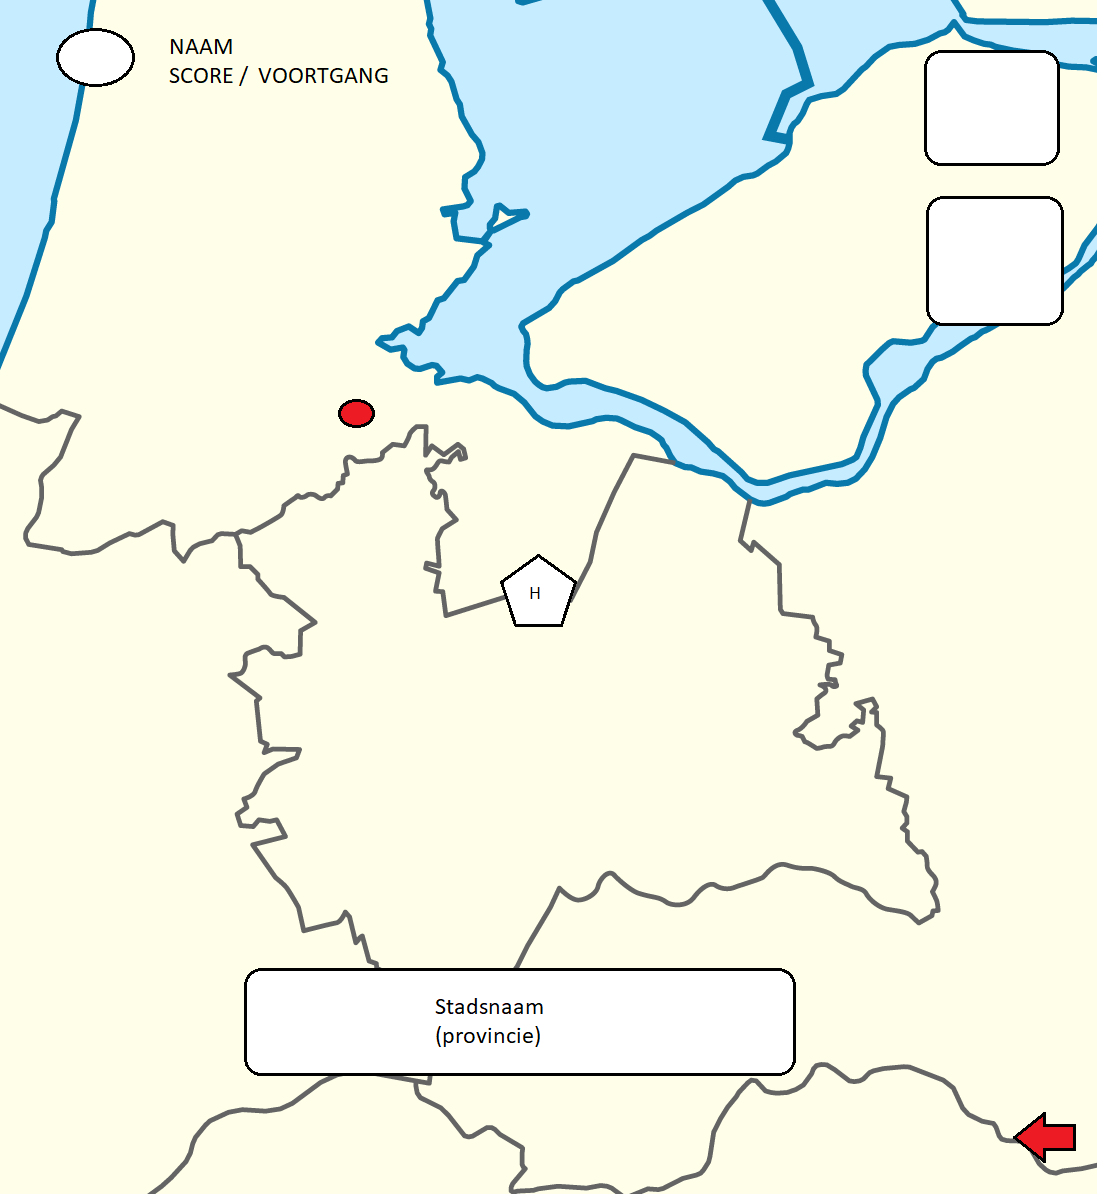 NAAM
SCORE / VOORTGANG
H
Stadsnaam
(provincie)